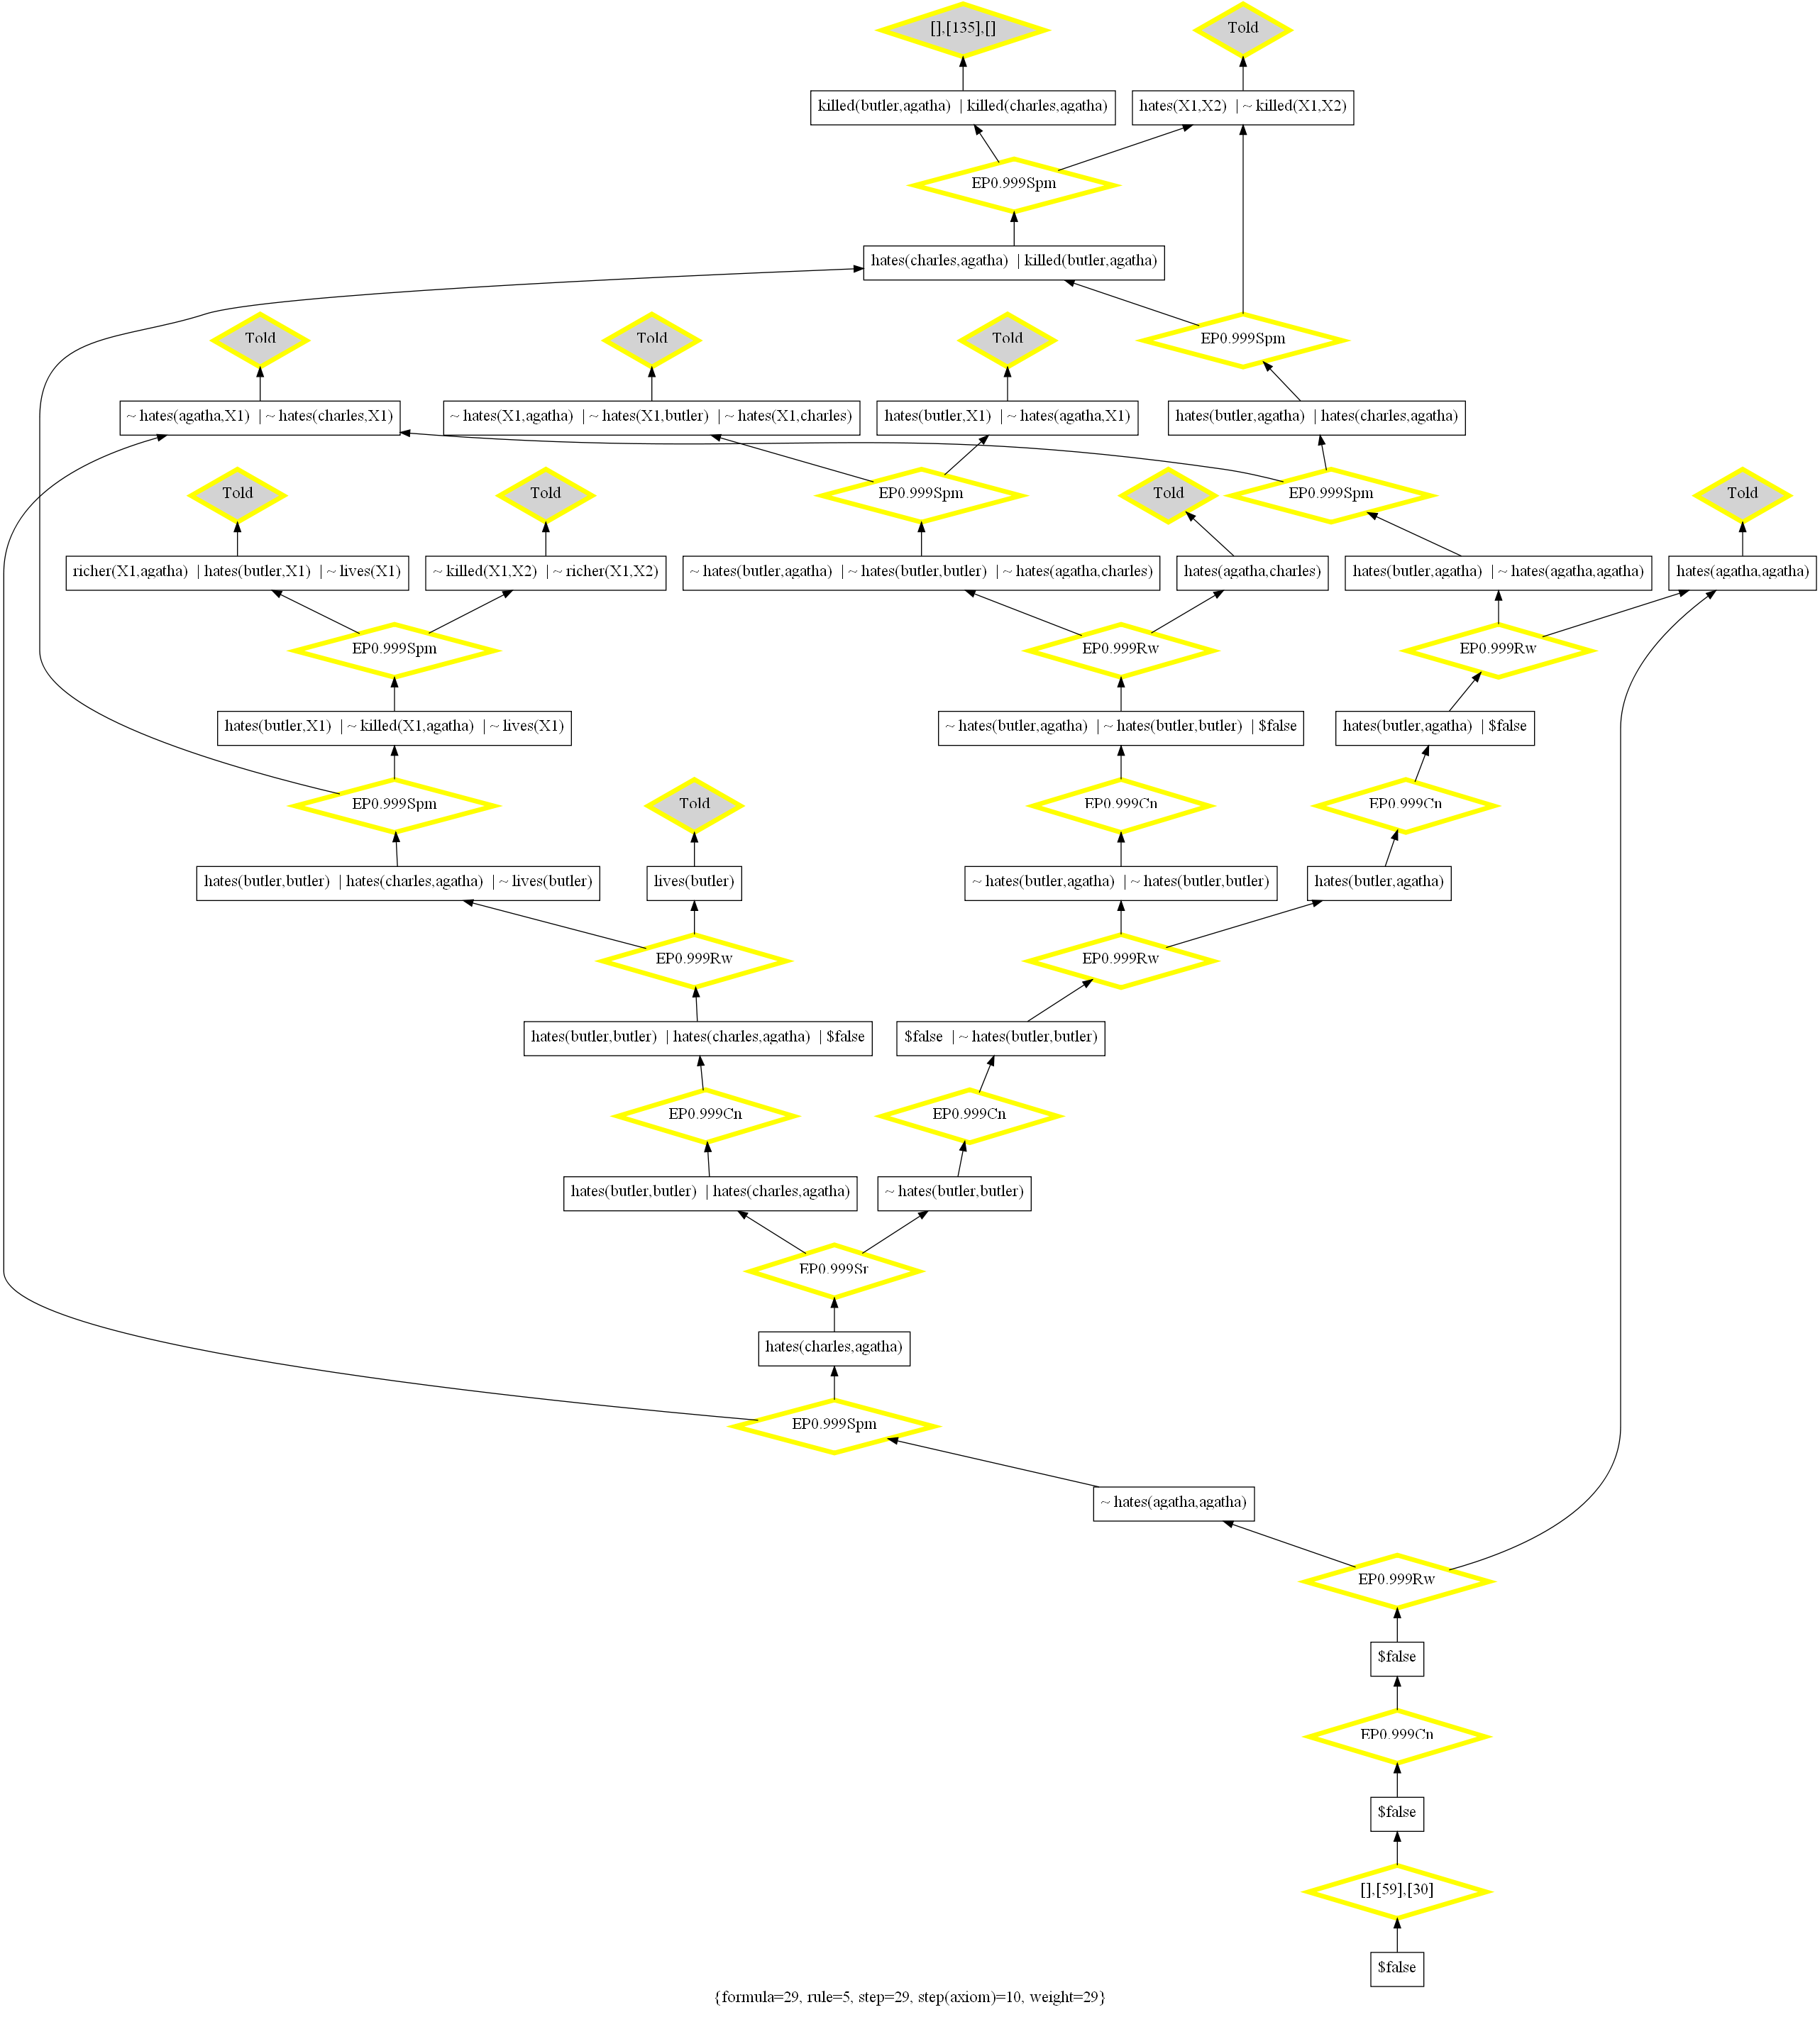 [],[135],[]
Told
killed(butler,agatha) | killed(charles,agatha)
hates(X1,X2) | ~ killed(X1,X2)
EP0.999Spm
hates(charles,agatha) | killed(butler,agatha)
Told
Told
Told
EP0.999Spm
~ hates(agatha,X1) | ~ hates(charles,X1)
~ hates(X1,agatha) | ~ hates(X1,butler) | ~ hates(X1,charles)
hates(butler,X1) | ~ hates(agatha,X1)
hates(butler,agatha) | hates(charles,agatha)
Told
Told
EP0.999Spm
Told
EP0.999Spm
Told
richer(X1,agatha) | hates(butler,X1) | ~ lives(X1)
~ killed(X1,X2) | ~ richer(X1,X2)
~ hates(butler,agatha) | ~ hates(butler,butler) | ~ hates(agatha,charles)
hates(agatha,charles)
hates(butler,agatha) | ~ hates(agatha,agatha)
hates(agatha,agatha)
EP0.999Spm
EP0.999Rw
EP0.999Rw
hates(butler,X1) | ~ killed(X1,agatha) | ~ lives(X1)
~ hates(butler,agatha) | ~ hates(butler,butler) | $false
hates(butler,agatha) | $false
EP0.999Spm
Told
EP0.999Cn
EP0.999Cn
hates(butler,butler) | hates(charles,agatha) | ~ lives(butler)
lives(butler)
~ hates(butler,agatha) | ~ hates(butler,butler)
hates(butler,agatha)
EP0.999Rw
EP0.999Rw
hates(butler,butler) | hates(charles,agatha) | $false
$false | ~ hates(butler,butler)
EP0.999Cn
EP0.999Cn
hates(butler,butler) | hates(charles,agatha)
~ hates(butler,butler)
EP0.999Sr
hates(charles,agatha)
EP0.999Spm
~ hates(agatha,agatha)
EP0.999Rw
$false
EP0.999Cn
$false
[],[59],[30]
$false
{formula=29, rule=5, step=29, step(axiom)=10, weight=29}